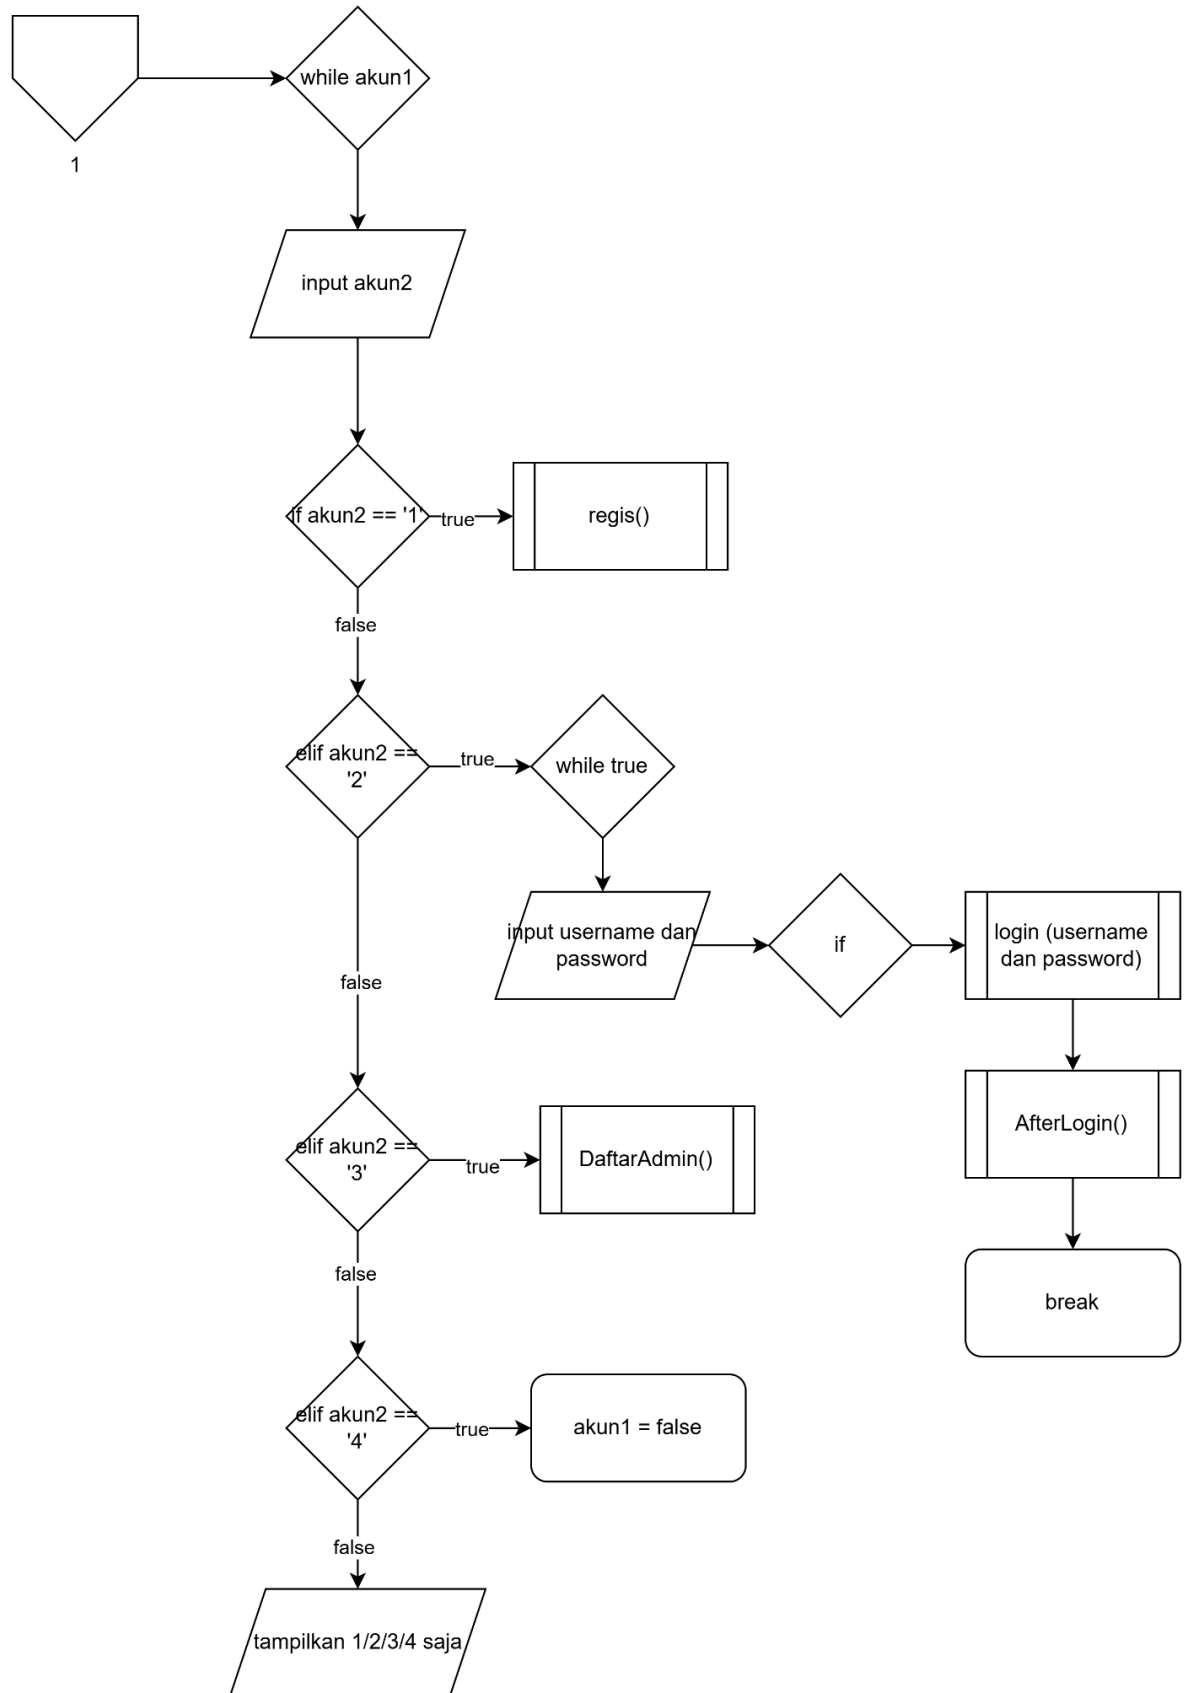 while akun1
1
input akun2
if akun2 == '1'
true
regis()
false
elif akun2 ==
'2'
true
while true
input username dan
password
if
login (username
dan password)
false
AfterLogin()
elif akun2 ==
'3'
true
DaftarAdmin()
false
break
elif akun2 ==
'4'
true
akun1 = false
false
tampilkan 1/2/3/4 saja